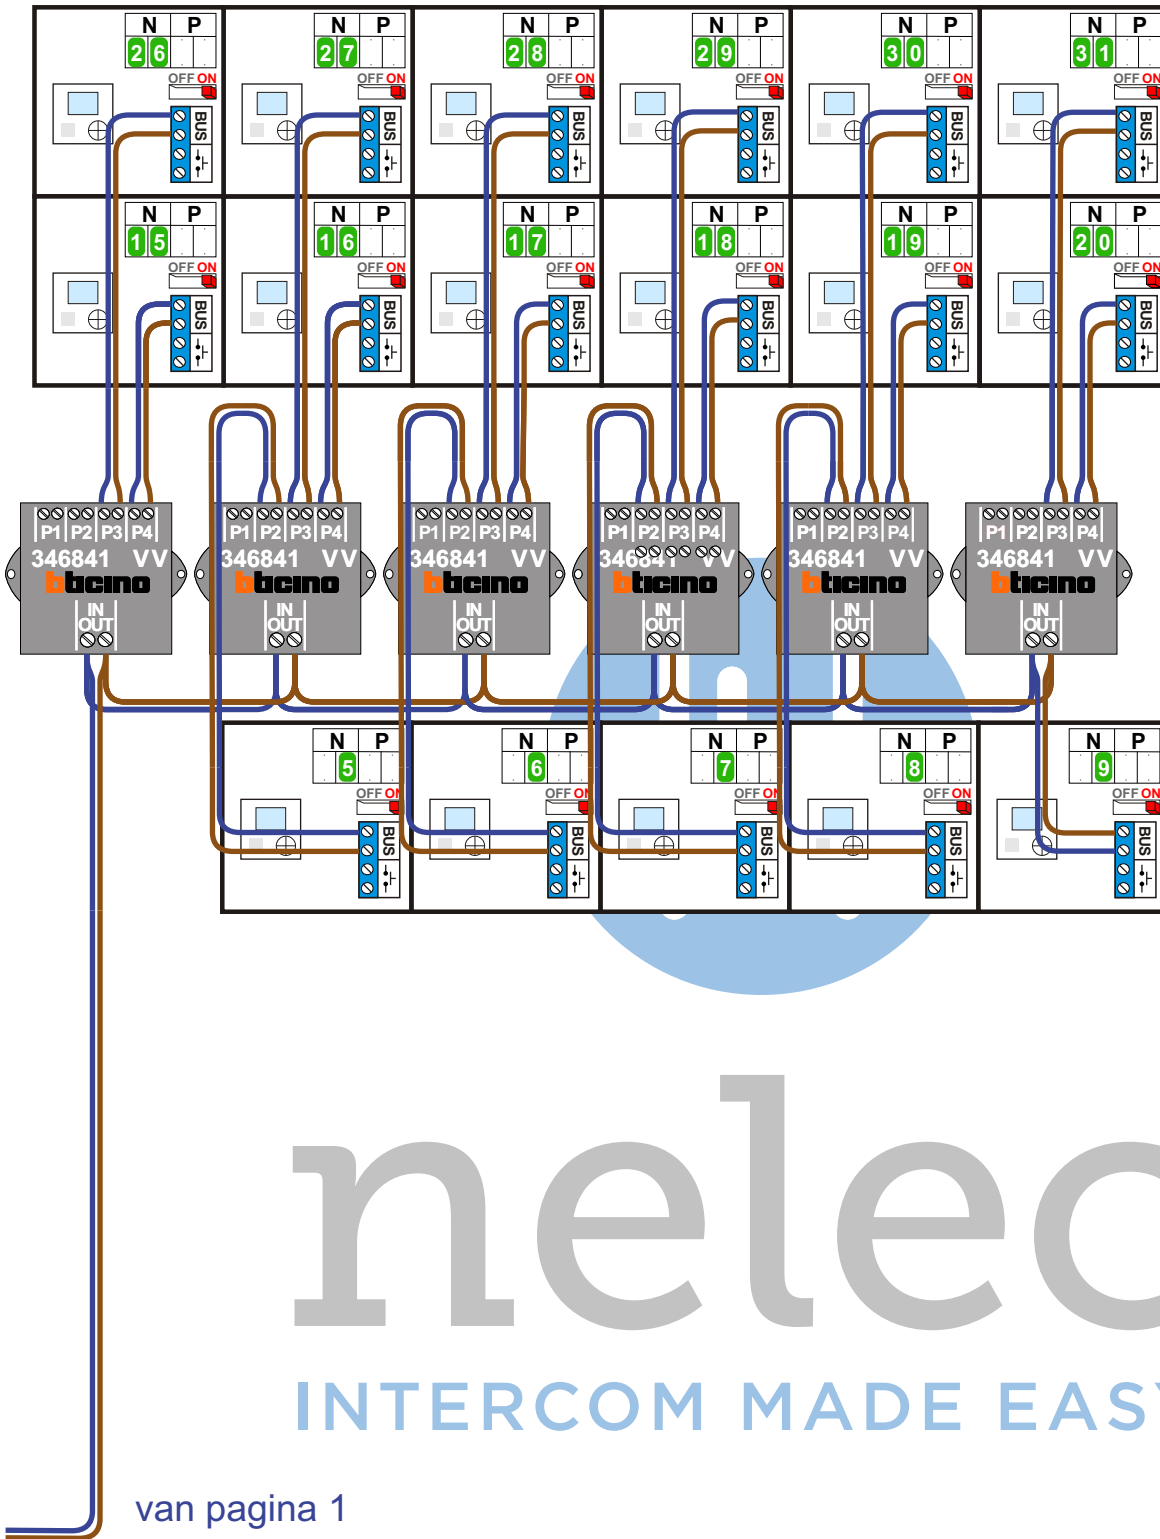 N P N P N P N P N P N P
26 27 28 29 30 31
OFF ON OFF ON OFF ON OFF ON OFF ON OFF ON
BUS BUS BUS BUS BUS BUS
N P N P N P N P N P N P
15 16 17 18 19 20
OFF ON OFF ON OFF ON OFF ON OFF ON OFF ON
BUS BUS BUS BUS BUS BUS
P1 P2 P3 P4 P1 P2 P3 P4 P1 P2 P3 P4 P1 P2 P3 P4 P1 P2 P3 P4 P1 P2 P3 P4
346841 VV 346841 VV 346841 VV 346841 VV 346841 VV 346841 VV
bticino bticino bticino bticino bticino bticino
IN IN IN IN IN IN
OUT OUT OUT OUT OUT OUT
N P N P N P N P N P
5 6 7 8 9
OFF ON OFF ON OFF ON OFF ON OFF ON
BUS BUS BUS BUS BUS
nelec
INTERCOM MADE EASY
van pagina 1